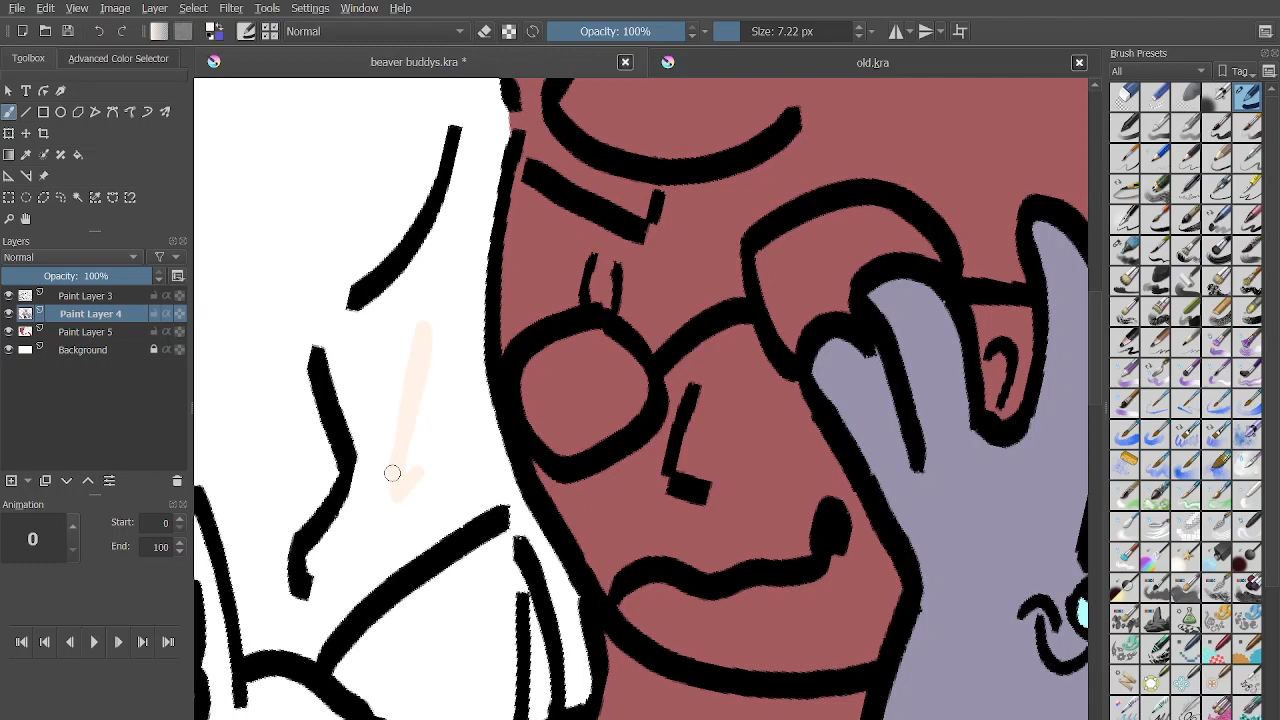 File Edit View Image Layer Select Filter Tools Settings Window Help
Normal Opacity: 100% Size: 7.22 px
Toolbox Advanced Color Selector beaver buddys.kds * old.kra Brush Presets
All Tag
Layers
Normal
Opacity: 100%
Paint Layer 3
Paint Layer 4
Paint Layer 5
Background
Animation
0 Start: 0
End: 100